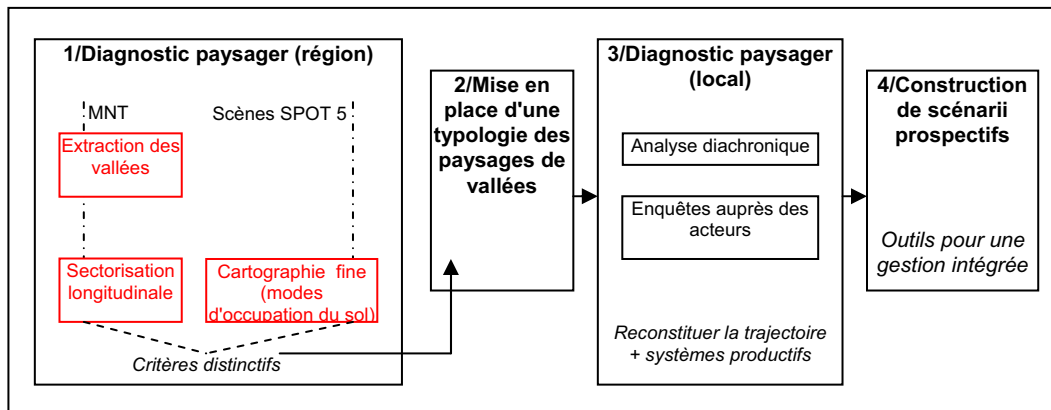 1/Diagnostic paysager (région)
MNT
Scènes SPOT 5
Extraction des
vallées
Sectorisation
longitudinale
Cartographie fine
(modes
d'occupation du sol)
Critères distinctifs
2/Mise en
place d'une
typologie des
paysages de
vallées
3/Diagnostic paysager
(local)
Analyse diachronique
Enquêtes auprès des
acteurs
Reconstituer la trajectoire
+ systèmes productifs
4/Construction
de scénarii
prospectifs
Outils pour une
gestion intégrée